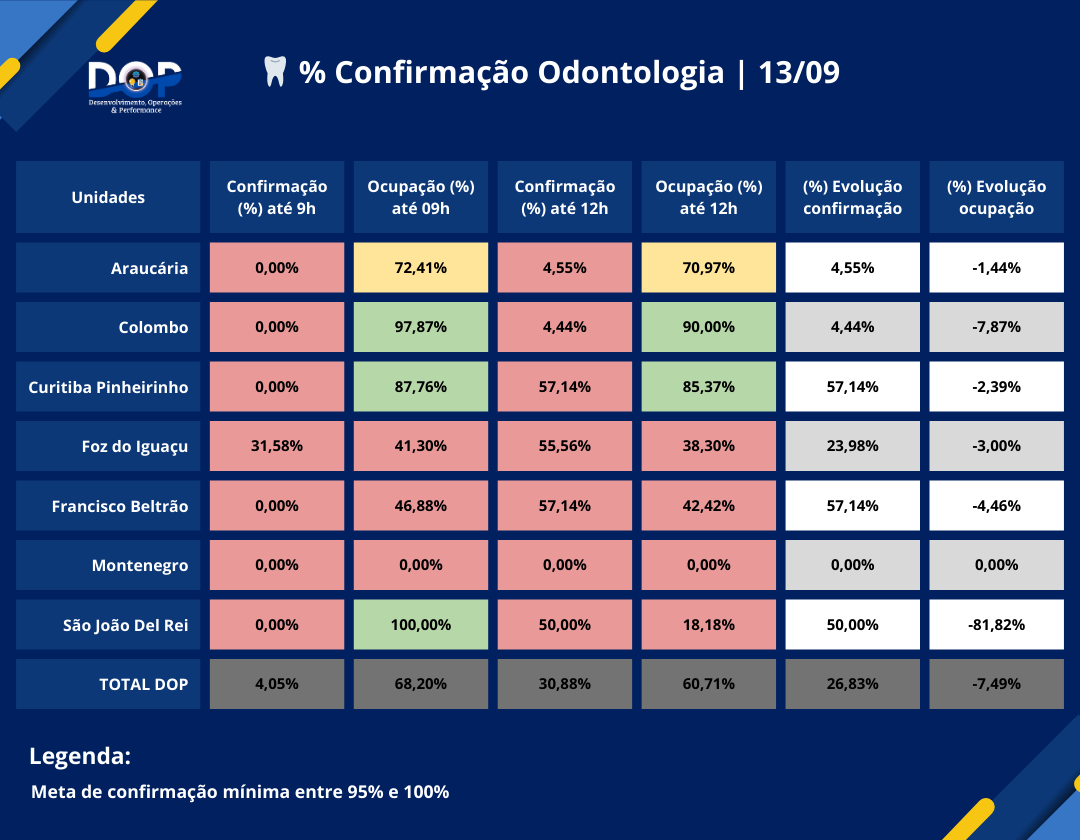 DOP
Desenvolvimento, Operações
& Performance
% Confirmação Odontologia | 13/09
Unidades
Confirmação
(%) até 9h
Ocupação (%)
até 09h
Confirmação
(%) até 12h
Ocupação (%)
até 12h
(%) Evolução
confirmação
(%) Evolução
ocupação
Araucária 0,00% 72,41% 4,55% 70,97% 4,55% -1,44%
Colombo 0,00% 97,87% 4,44% 90,00% 4,44% -7,87%
Curitiba Pinheirinho 0,00% 87,76% 57,14% 85,37% 57,14% -2,39%
Foz do Iguaçu 31,58% 41,30% 55,56% 38,30% 23,98% -3,00%
Francisco Beltrão 0,00% 46,88% 57,14% 42,42% 57,14% -4,46%
Montenegro 0,00% 0,00% 0,00% 0,00% 0,00% 0,00%
São João Del Rei 0,00% 100,00% 50,00% 18,18% 50,00% -81,82%
TOTAL DOP 4,05% 68,20% 30,88% 60,71% 26,83% -7,49%
Legenda:
Meta de confirmação mínima entre 95% e 100%